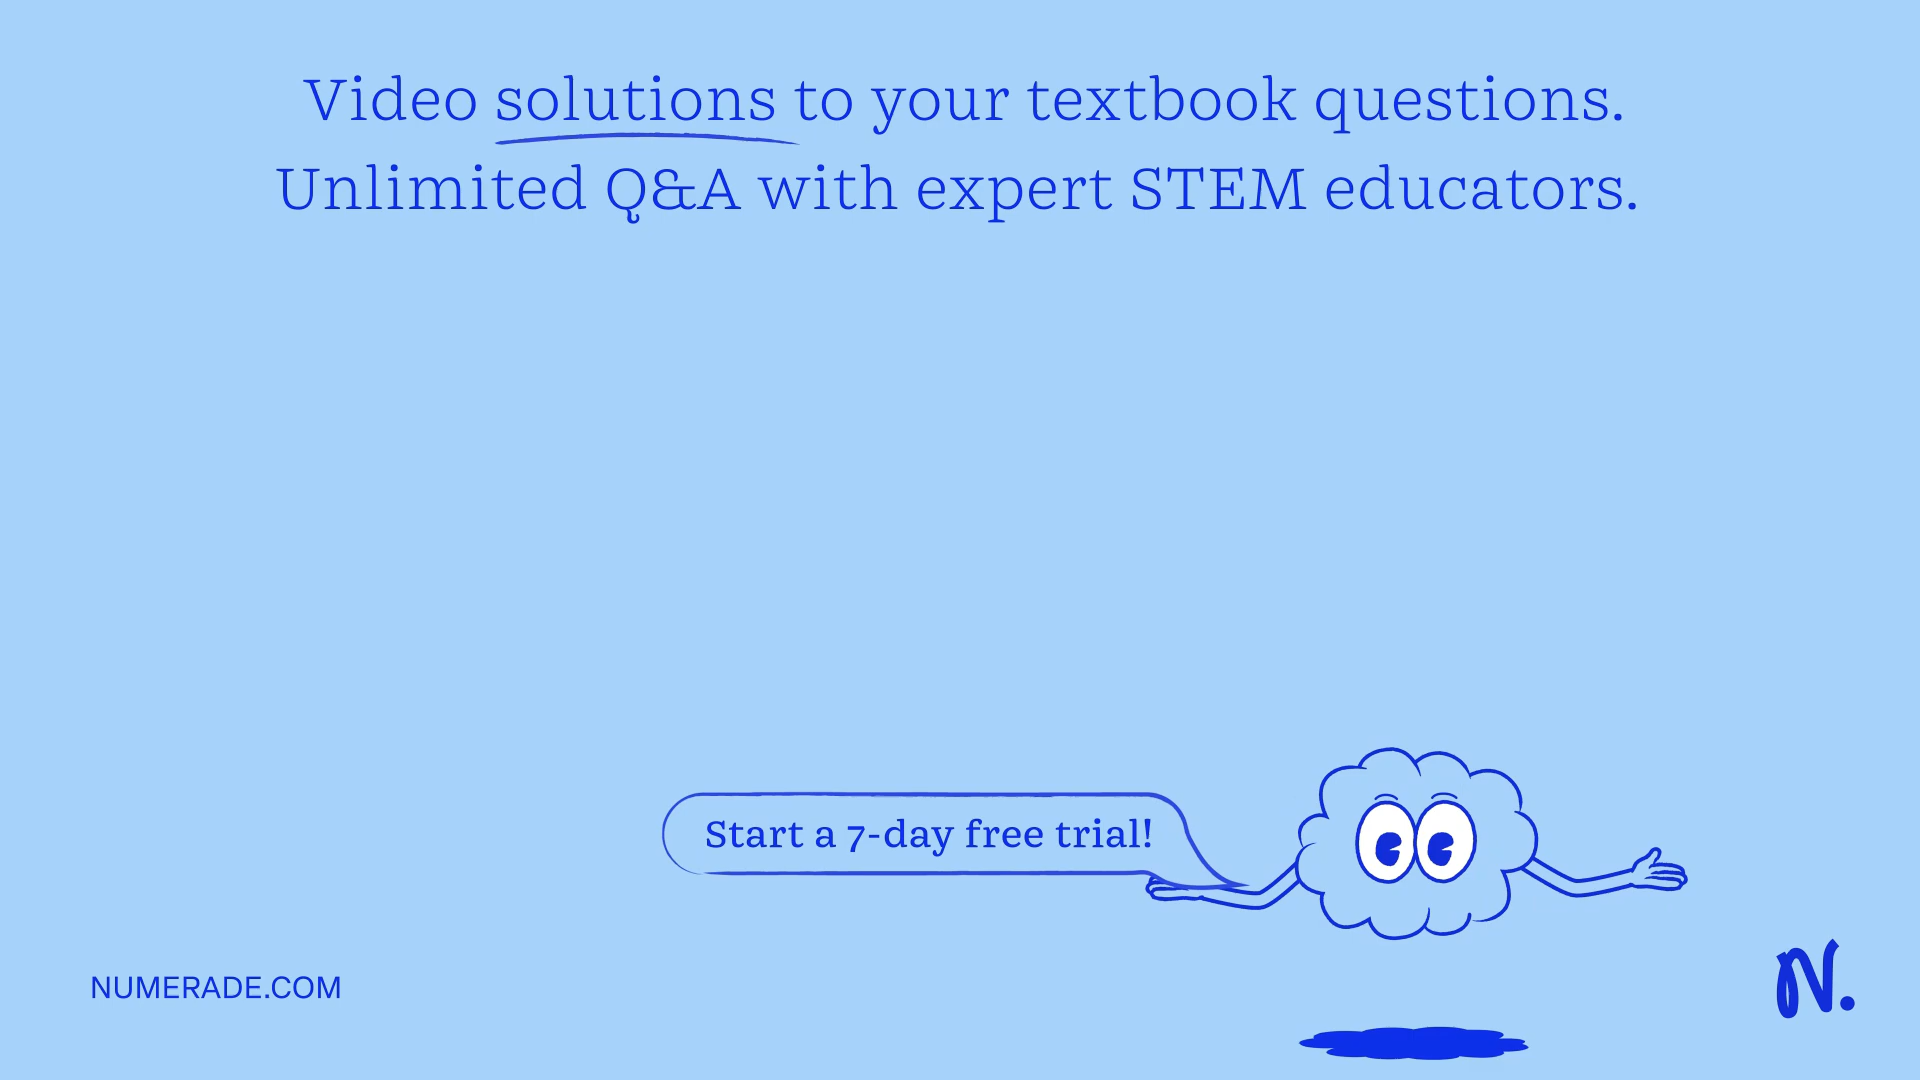 Video solutions to your textbook questions.
Unlimited Q&A with expert STEM educators.
Start a 7-day free trial!
NUMERADE.COM
N.